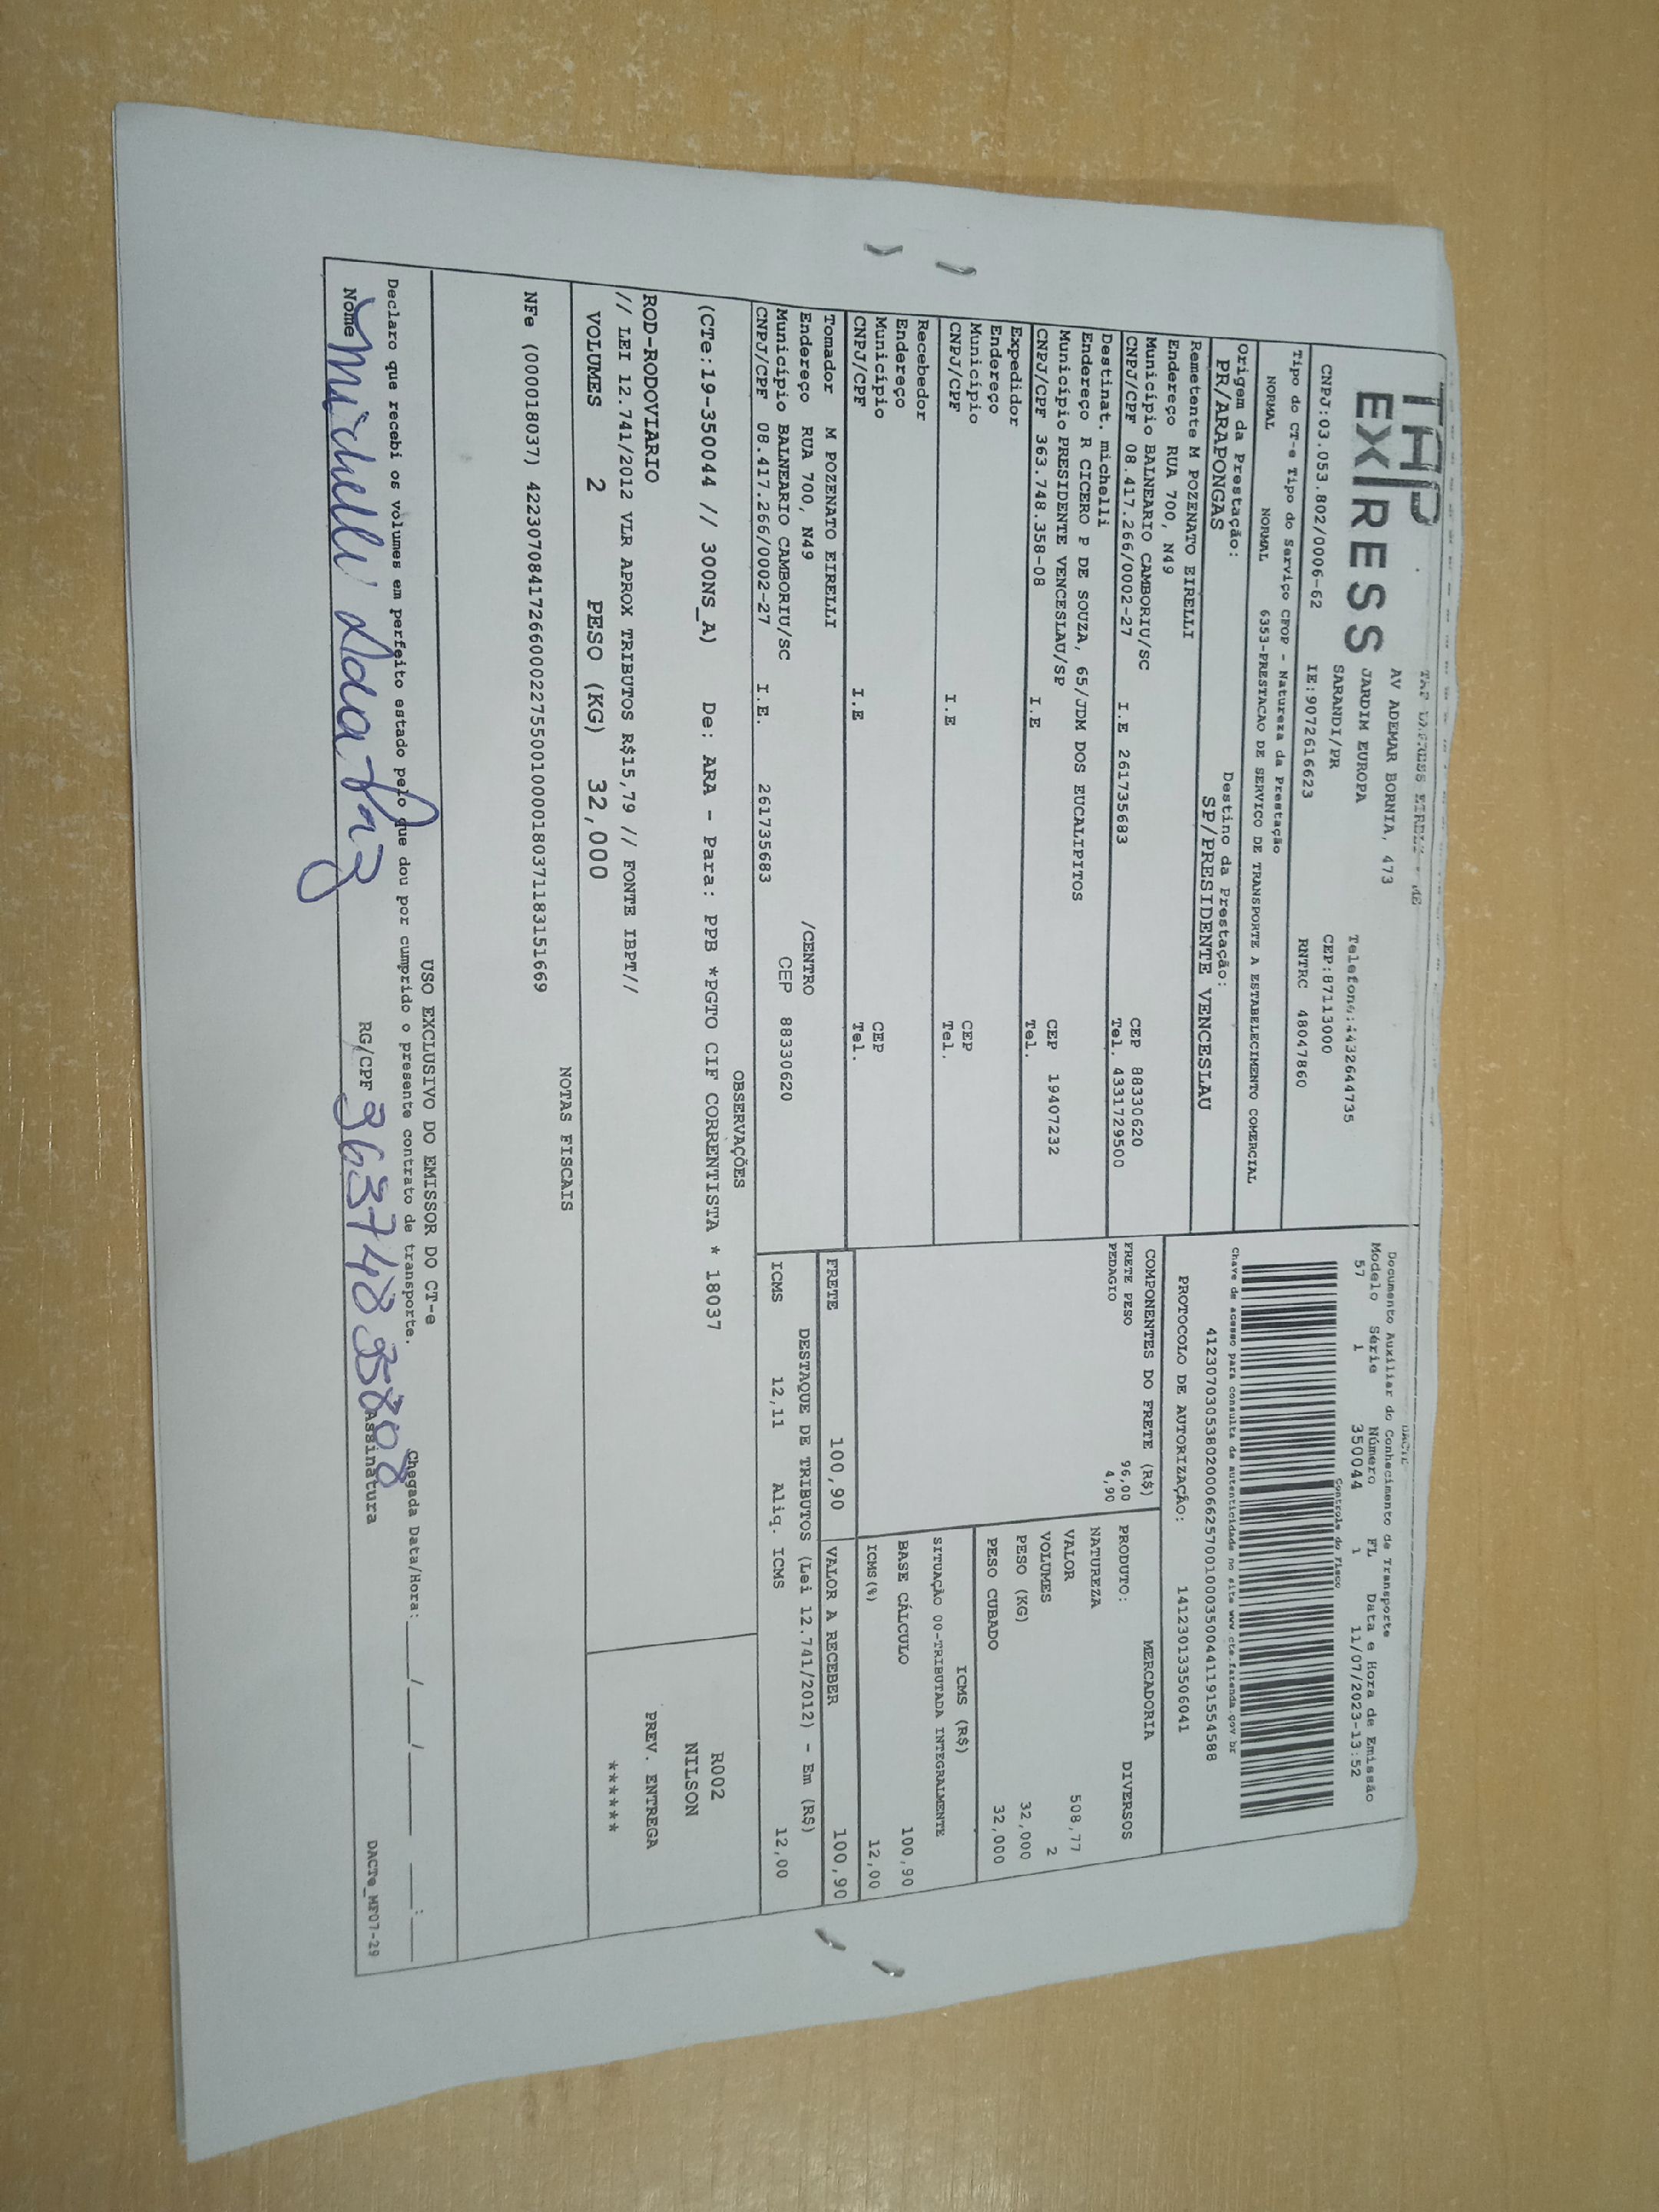 TAP
EXPRESS
TAP EXPRESS EIRELI - ME
AV ADEMAR BORNIA, 473
JARDIM EUROPA
Telefone:4432644735
SARANDI/PR
CEP:87113000
CNPJ:03.053.802/0006-62 IE:9072616623 RNTRC 48047860
DACTE
Documento Auxiliar do Conhecimento de Transporte
Modelo Série Número FL Data e Hora de Emissão
57 1 350044 1 11/07/2023-13:52
Controle do Fisco
Tipo do CT-e Tipo do Serviço CFOP - Natureza da Prestação
NORMAL NORMAL 6353-PRESTACAO DE SERVICO DE TRANSPORTE A ESTABELECIMENTO COMERCIAL
Chave de acesso para consulta de autenticidade no site www.cte.fazenda.gov.br
41230703053802000662570010003500441191554588
Origem da Prestação: Destino da Prestação:
PR/ARAPONGAS SP/PRESIDENTE VENCESLAU
PROTOCOLO DE AUTORIZAÇÃO: 141230133506041
Remetente M POZENATO EIRELLI
Endereço RUA 700, N49
Município BALNEARIO CAMBORIU/SC CEP 88330620
CNPJ/CPF 08.417.266/0002-27 I.E 261735683 Tel. 4331729500
Destinat. michelli
Endereço R CICERO P DE SOUZA, 65/JDM DOS EUCALIPITOS
Município PRESIDENTE VENCESLAU/SP CEP 19407232
CNPJ/CPF 363.748.358-08 I.E Tel.
Expedidor
Endereço
Município CEP
CNPJ/CPF I.E Tel.
Recebedor
Endereço
Município CEP
CNPJ/CPF I.E Tel.
Tomador M POZENATO EIRELLI
Endereço RUA 700, N49 /CENTRO
Município BALNEARIO CAMBORIU/SC CEP 88330620
CNPJ/CPF 08.417.266/0002-27 I.E. 261735683
COMPONENTES DO FRETE (R$)
FRETE PESO 96,00
PEDAGIO 4,90
MERCADORIA
PRODUTO: DIVERSOS
NATUREZA
VALOR 508,77
VOLUMES 2
PESO (KG) 32,000
PESO CUBADO 32,000
ICMS (R$)
SITUAÇÃO 00-TRIBUTADA INTEGRALMENTE
BASE CÁLCULO 100,90
ICMS(%) 12,00
FRETE 100,90 VALOR A RECEBER 100,90
DESTAQUE DE TRIBUTOS (Lei 12.741/2012) - Em (R$)
ICMS 12,11 Aliq. ICMS 12,00
OBSERVAÇÕES
(CTe:19-350044 // 300NS_A) De: ARA - Para: PPB *PGTO CIF CORRENTISTA * 18037
R002
NILSON
ROD-RODOVIARIO
// LEI 12.741/2012 VLR APROX TRIBUTOS R$15,79 // FONTE IBPT//
PREV. ENTREGA
******
VOLUMES 2 PESO (KG) 32,000
NOTAS FISCAIS
NFe (000018037) 42230708417266000227550010000180371183151669
USO EXCLUSIVO DO EMISSOR DO CT-e
Declaro que recebi os volumes em perfeito estado pelo que dou por cumprido o presente contrato de transporte. Chegada Data/Hora: ___/___/_____ ___:___
Nome Michelli RG/CPF 36374835808 Assinatura
DACTe_MF07-29